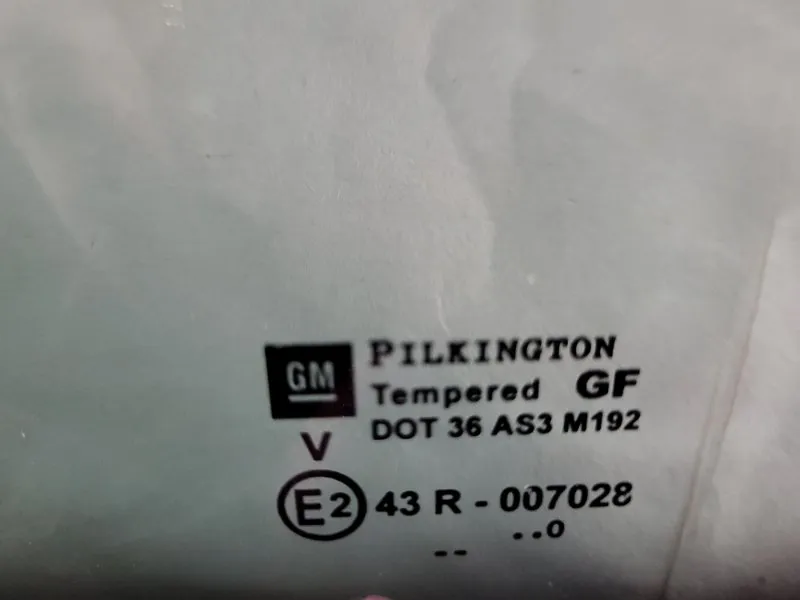 GM
PILKINGTON
Tempered GF
DOT 36 AS3 M192
V
E2 43 R - 007028
..0
--